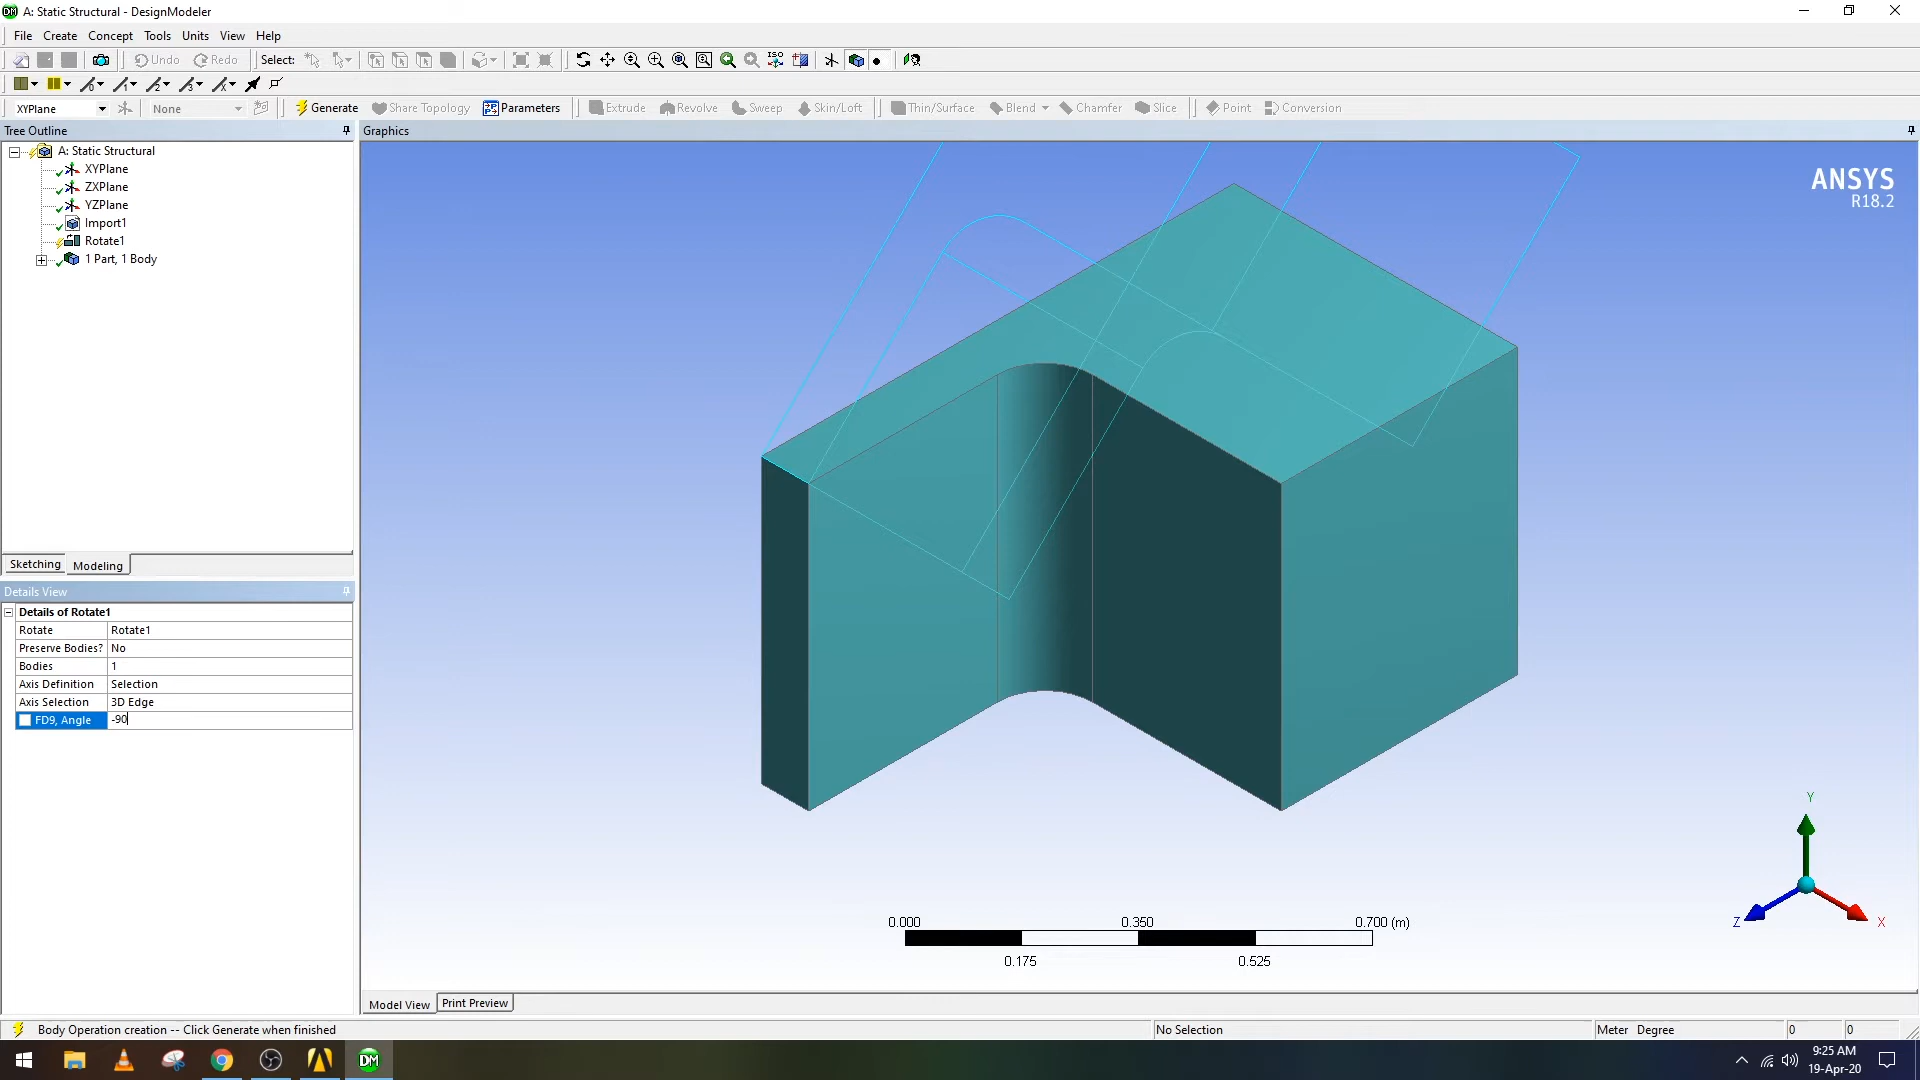 A: Static Structural - DesignModeler
File Create Concept Tools Units View Help
Undo Redo Select: ISO
XYPlane None Generate Share Topology Parameters Extrude Revolve Sweep Skin/Loft Thin/Surface Blend Chamfer Slice Point Conversion
Tree Outline
Graphics
A: Static Structural
XYPlane
ZXPlane
YZPlane
Import1
Rotate1
1 Part, 1 Body
ANSYS
R18.2
Sketching Modeling
Details View
Details of Rotate1
Rotate Rotate1
Preserve Bodies? No
Bodies 1
Axis Definition Selection
Axis Selection 3D Edge
FD9, Angle -90
Y
Z
X
0.000 0.350 0.700 (m)
0.175 0.525
Model View Print Preview
Body Operation creation -- Click Generate when finished No Selection Meter Degree 0 0
DM
9:25 AM
19-Apr-20